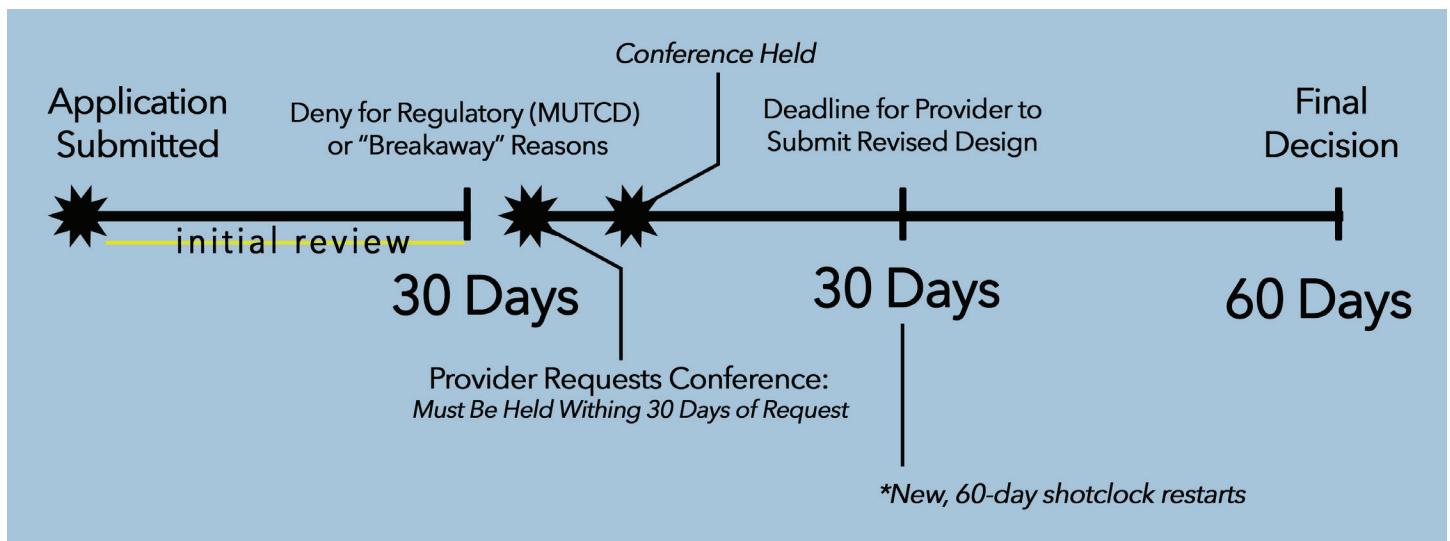 Conference Held
Application
Submitted
Deny for Regulatory (MUTCD)
or “Breakaway” Reasons
Deadline for Provider to
Submit Revised Design
Final
Decision
initial review
30 Days
30 Days
60 Days
Provider Requests Conference:
Must Be Held Withing 30 Days of Request
*New, 60-day shotclock restarts